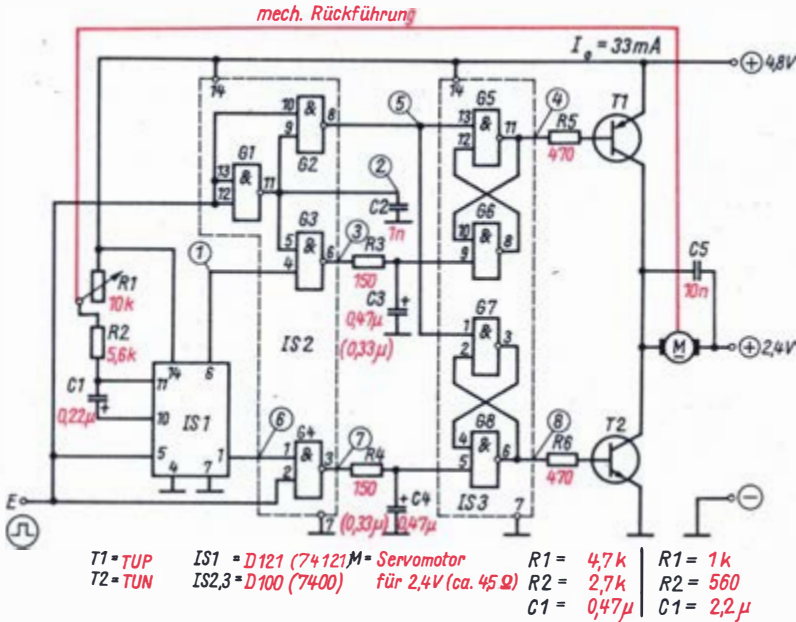 mech. Rückführung
I₀ = 33mA
+ 4,8V
14
14
10
&
8
9
G2
G1
13
&
12
11
2
C2
1n
G3
5
&
4
6
3
R3
150
C3
+
0,47µ
(0,33µ)
1
R1
10k
R2
5,6k
C1
+
0,22µ
11
14
6
10
IS1
5
1
4
7
IS2
6
G4
1
&
2
3
7
R4
150
+
C4
(0,33µ)
0,47µ
7
E
5
G5
13
&
12
11
4
R5
470
T1
G6
10
&
9
8
G7
1
&
2
3
G8
4
&
5
6
8
R6
470
T2
IS3
7
C5
10n
M
+ 2,4V
−
T1 = TUP
T2 = TUN
IS1 = D121 (74121)
IS2,3 = D100 (7400)
M = Servomotor
für 2,4V (ca. 45Ω)
R1 = 4,7k
R2 = 2,7k
C1 = 0,47µ
R1 = 1k
R2 = 560
C1 = 2,2µ